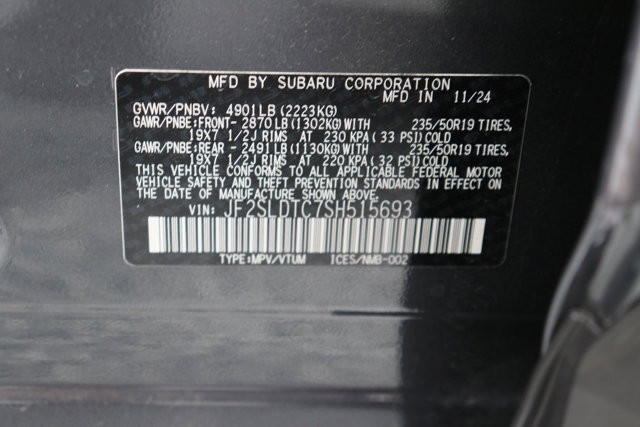 MFD BY SUBARU CORPORATION
MFD IN 11/24
GVWR/PNBV: 4901LB(2223KG)
GAWR/PNBE:FRONT- 2870LB(1302KG)WITH 235/50R19 TIRES,
19X7 1/2J RIMS AT 230 KPA(33 PSI)COLD
GAWR/PNBE:REAR - 2491LB(1130KG)WITH 235/50R19 TIRES,
19X7 1/2J RIMS AT 220 KPA(32 PSI)COLD
THIS VEHICLE CONFORMS TO ALL APPLICABLE FEDERAL MOTOR
VEHICLE SAFETY AND THEFT PREVENTION STANDARDS IN EFFECT
ON THE DATE OF MANUFACTURE SHOWN ABOVE.
VIN: JF2SLDTC7SH515693
TYPE:MPV/VTUM ICES/NMB-002